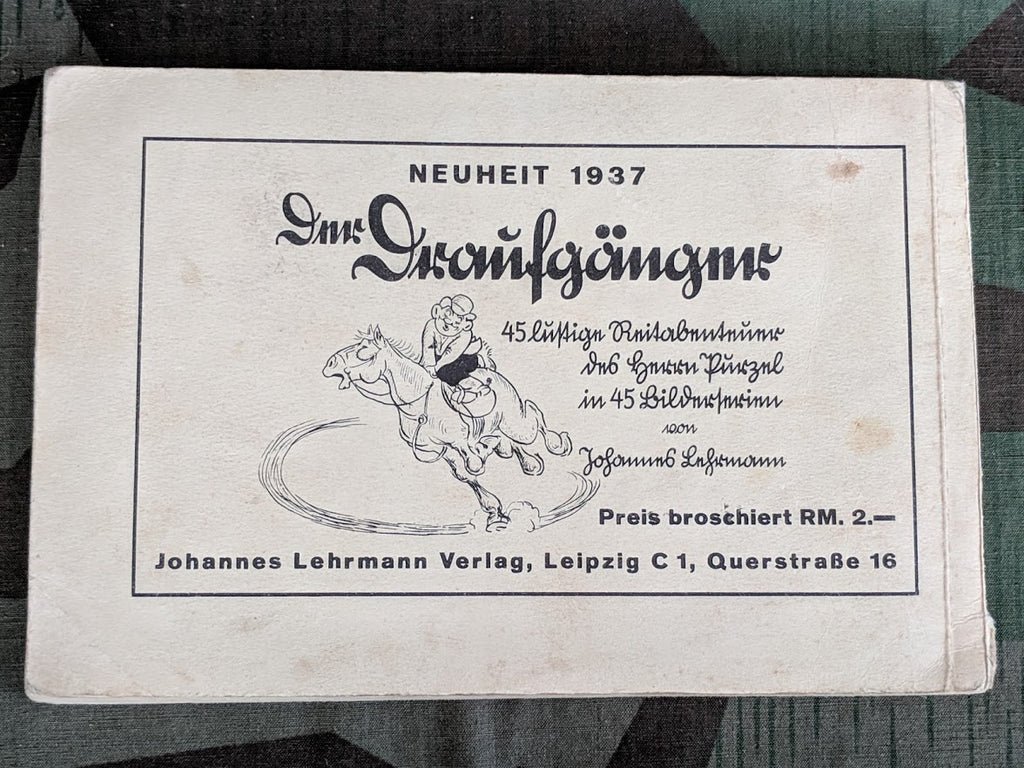 NEUHEIT 1937
Der Draufgänger
45 lustige Reitabenteuer
des Herrn Purzel
in 45 Bilderserien
von
Johannes Lehrmann
Preis broschiert RM. 2.—
Johannes Lehrmann Verlag, Leipzig C 1, Querstraße 16